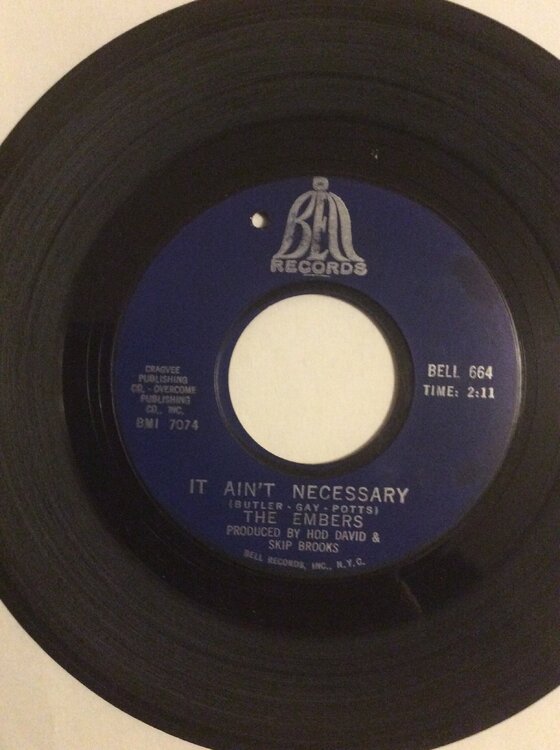 BELL
RECORDS
CRAGVEE
PUBLISHING
CO. - OVERCOME
PUBLISHING
CO., INC.
BMI 7074
BELL 664
TIME: 2:11
IT AIN'T NECESSARY
(BUTLER - GAY - POTTS)
THE EMBERS
PRODUCED BY HOD DAVID &
SKIP BROOKS
BELL RECORDS, INC., N.Y.C.